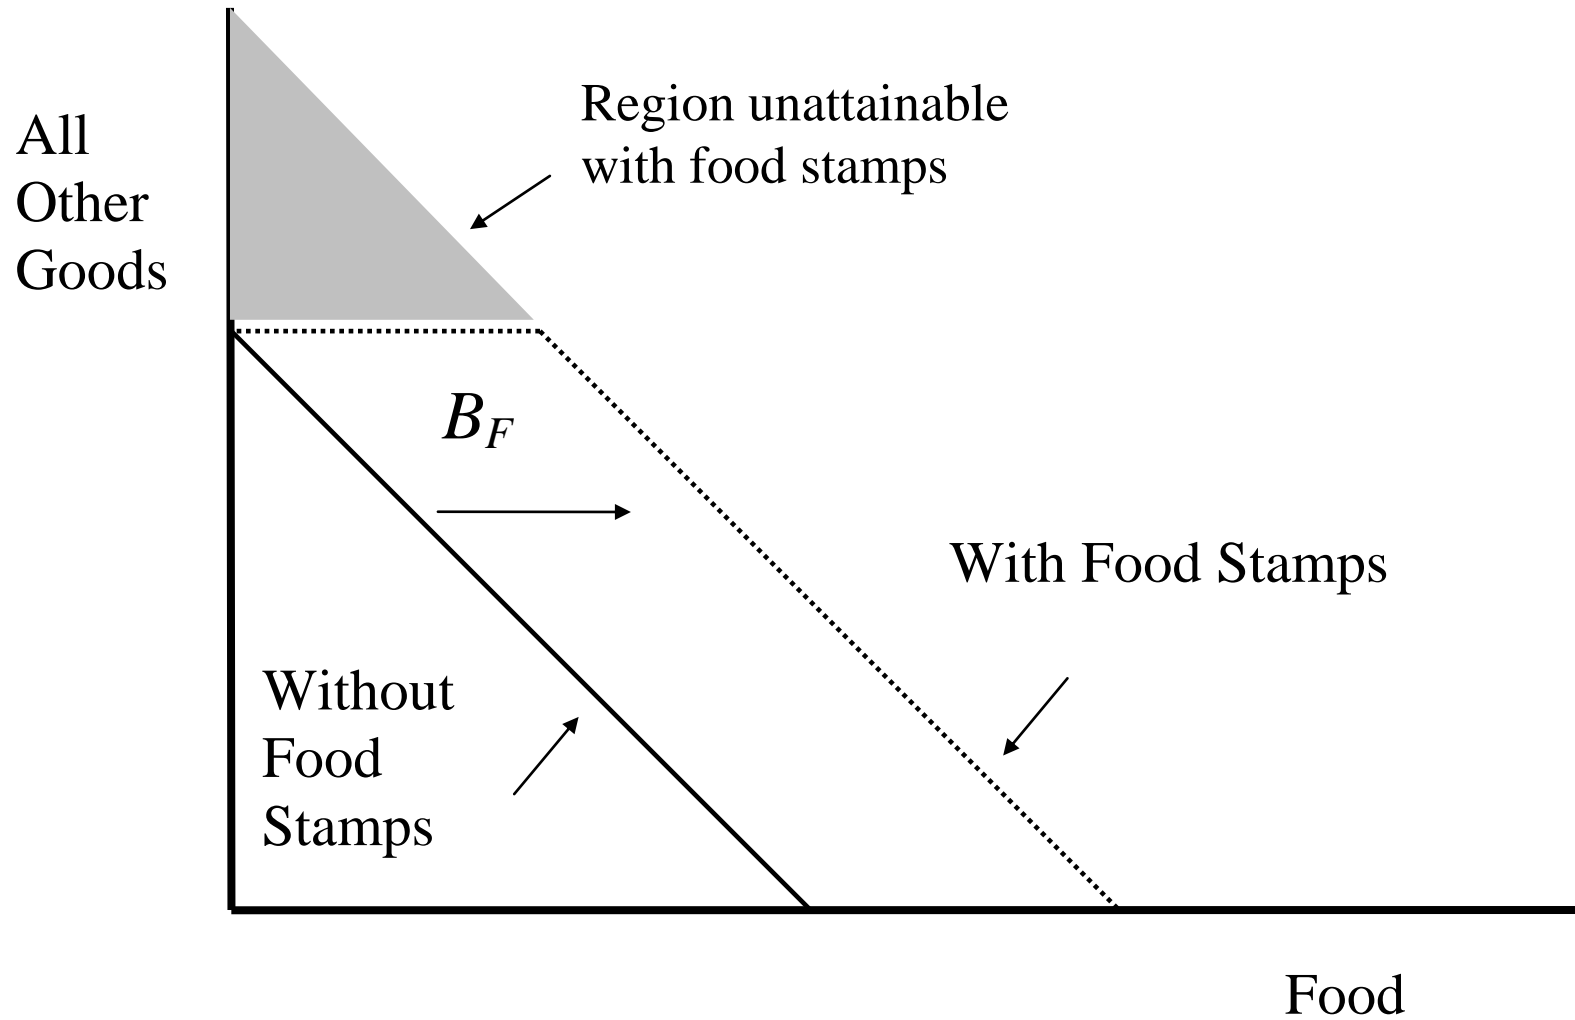 All
Other
Goods
Region unattainable
with food stamps
B_F
With Food Stamps
Without
Food
Stamps
Food